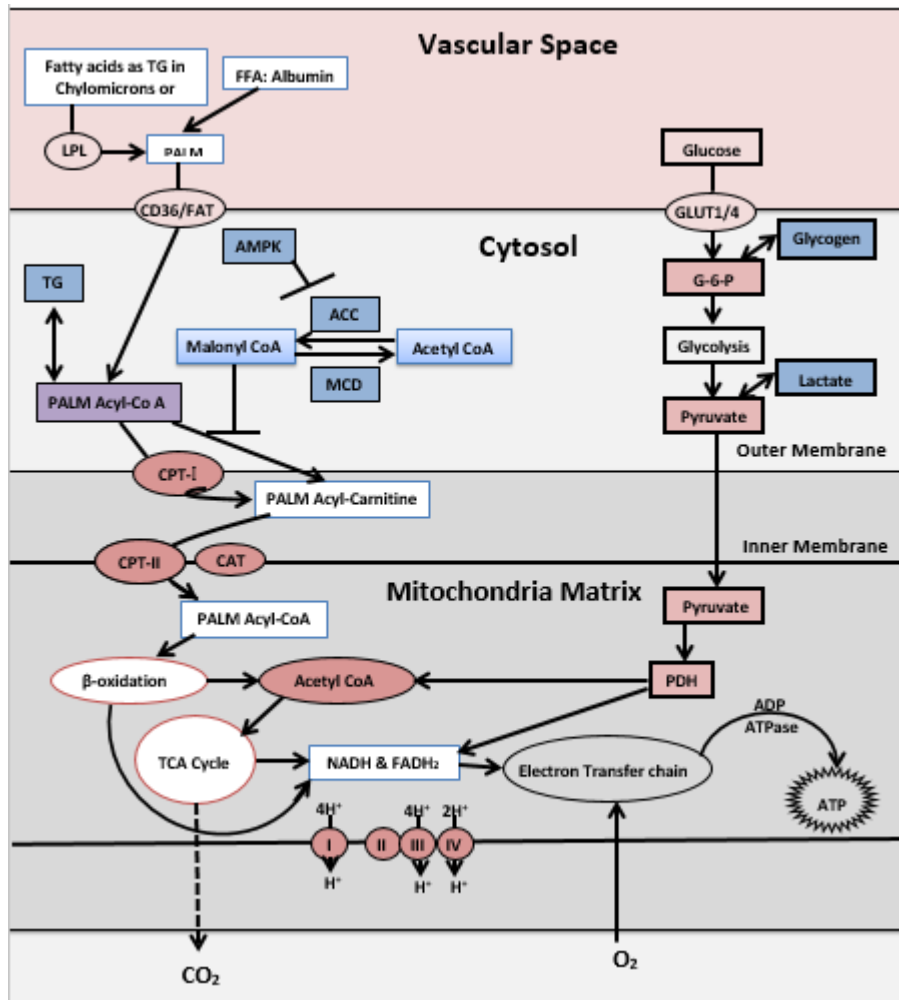 Vascular Space
Fatty acids as TG in
Chylomicrons or
FFA: Albumin
LPL
PALM
Glucose
CD36/FAT
GLUT1/4
Cytosol
AMPK
Glycogen
TG
G-6-P
ACC
Malonyl CoA
Acetyl CoA
Glycolysis
MCD
Lactate
PALM Acyl-Co A
Pyruvate
Outer Membrane
CPT-I
PALM Acyl-Carnitine
Inner Membrane
CPT-II
CAT
Mitochondria Matrix
Pyruvate
PALM Acyl-CoA
β-oxidation
Acetyl CoA
PDH
ADP
ATPase
TCA Cycle
NADH & FADH₂
Electron Transfer chain
ATP
4H⁺
4H⁺
2H⁺
I
II
III
IV
H⁺
H⁺
H⁺
CO₂
O₂